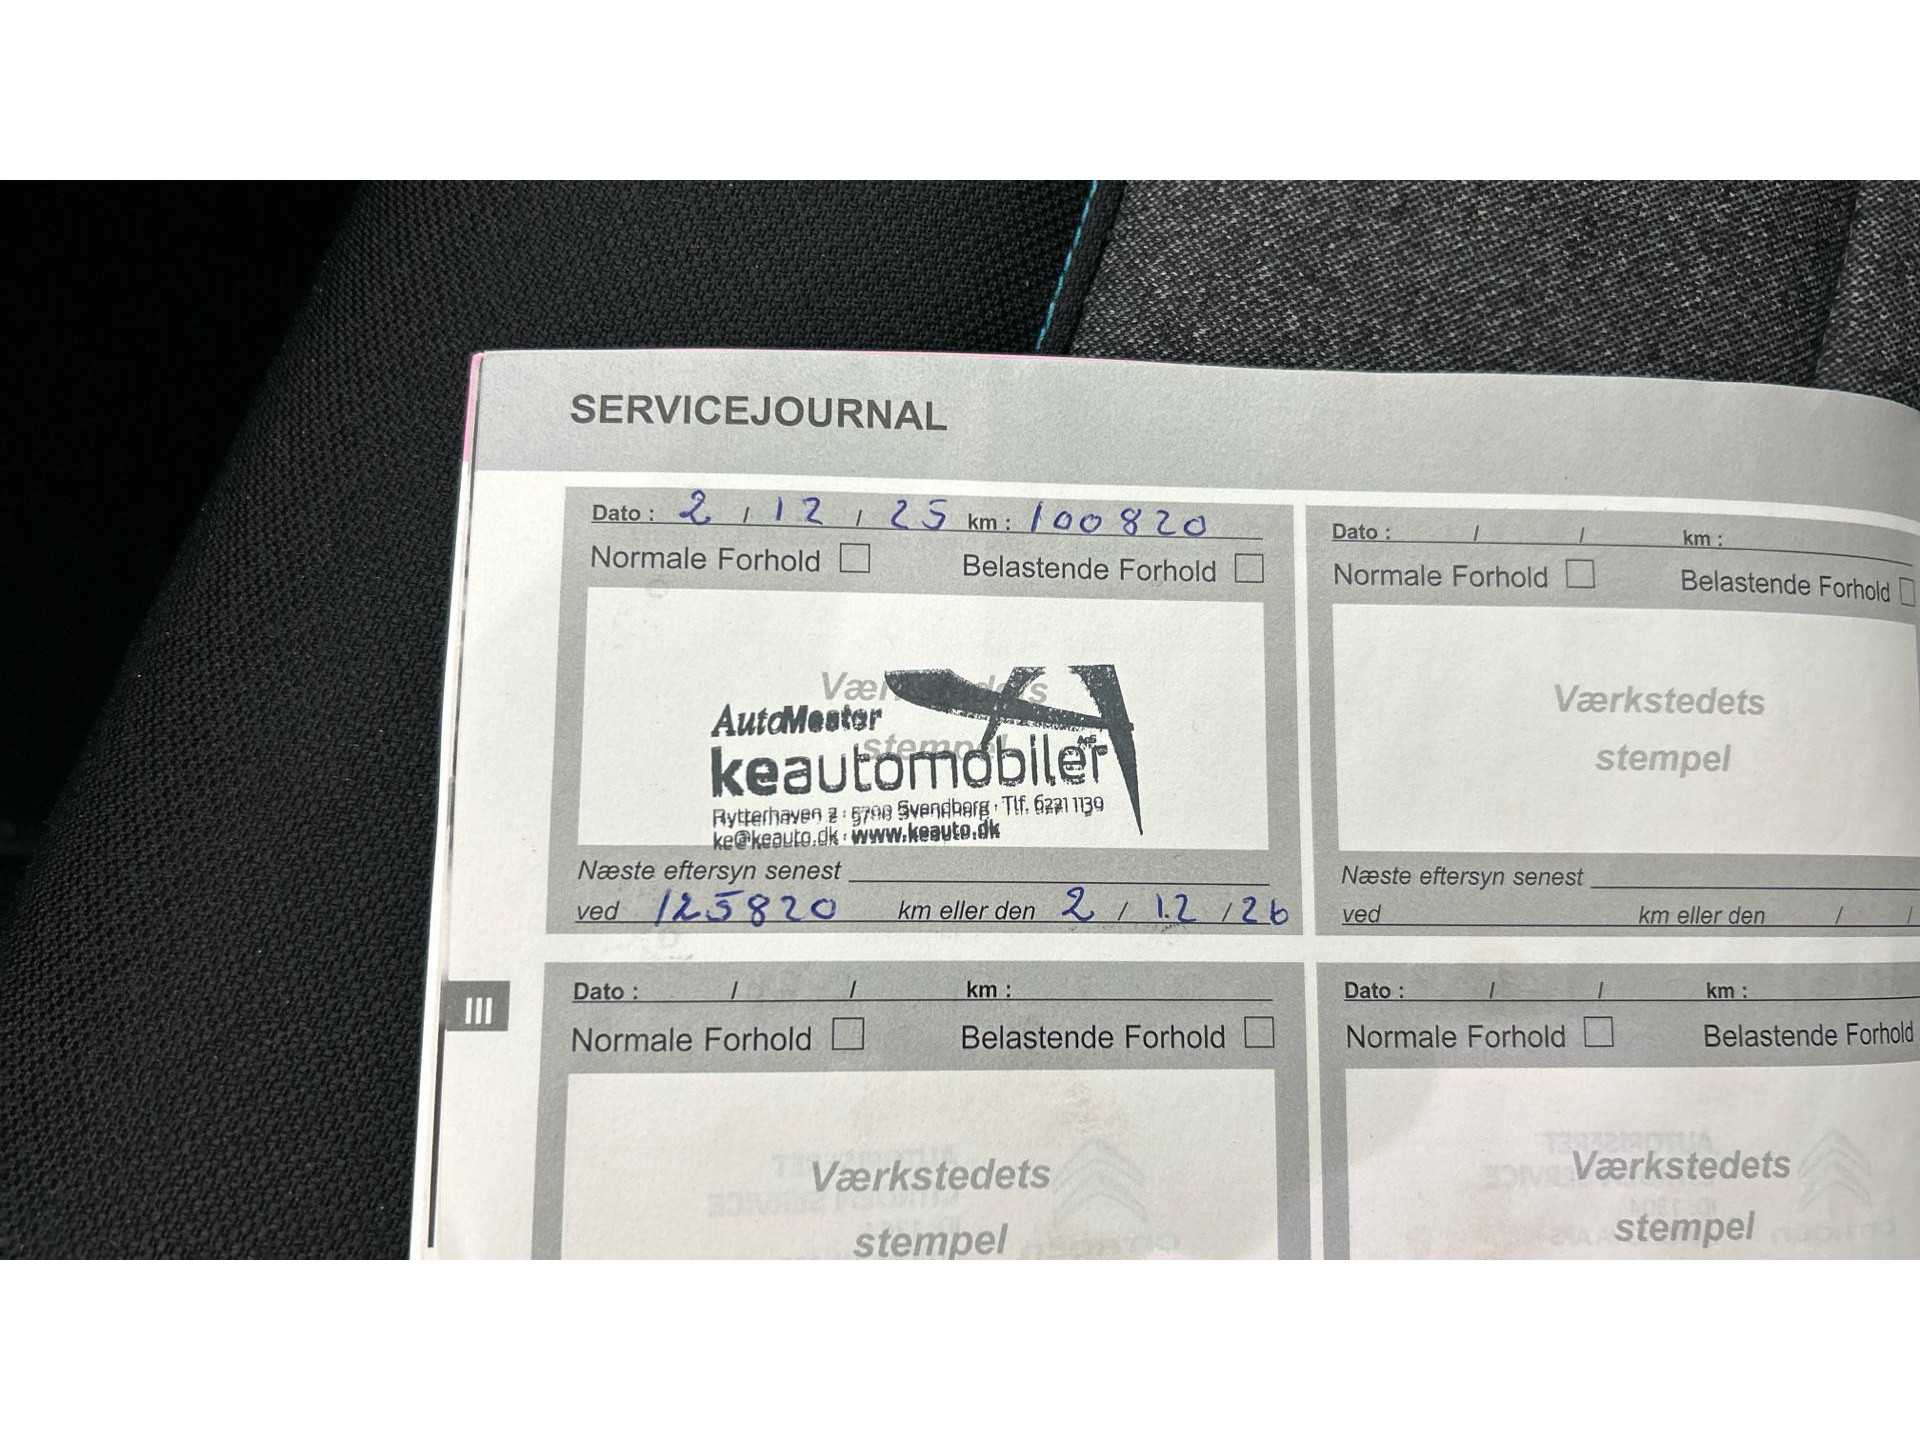 SERVICEJOURNAL
Dato : 2 / 12 / 25 km : 100820
Normale Forhold Belastende Forhold
Værkstedets
stempel
AutoMester
keautomobiler ApS
Rytterhaven 2 · 5700 Svendborg · Tlf. 6221 1139
ke@keauto.dk · www.keauto.dk
Næste eftersyn senest
ved 125820 km eller den 2 / 12 / 26
Dato : / / km :
Normale Forhold Belastende Forhold
Værkstedets
stempel
Næste eftersyn senest
ved km eller den / /
III
Dato : / / km :
Normale Forhold Belastende Forhold
Værkstedets
stempel
Dato : / / km :
Normale Forhold Belastende Forhold
Værkstedets
stempel